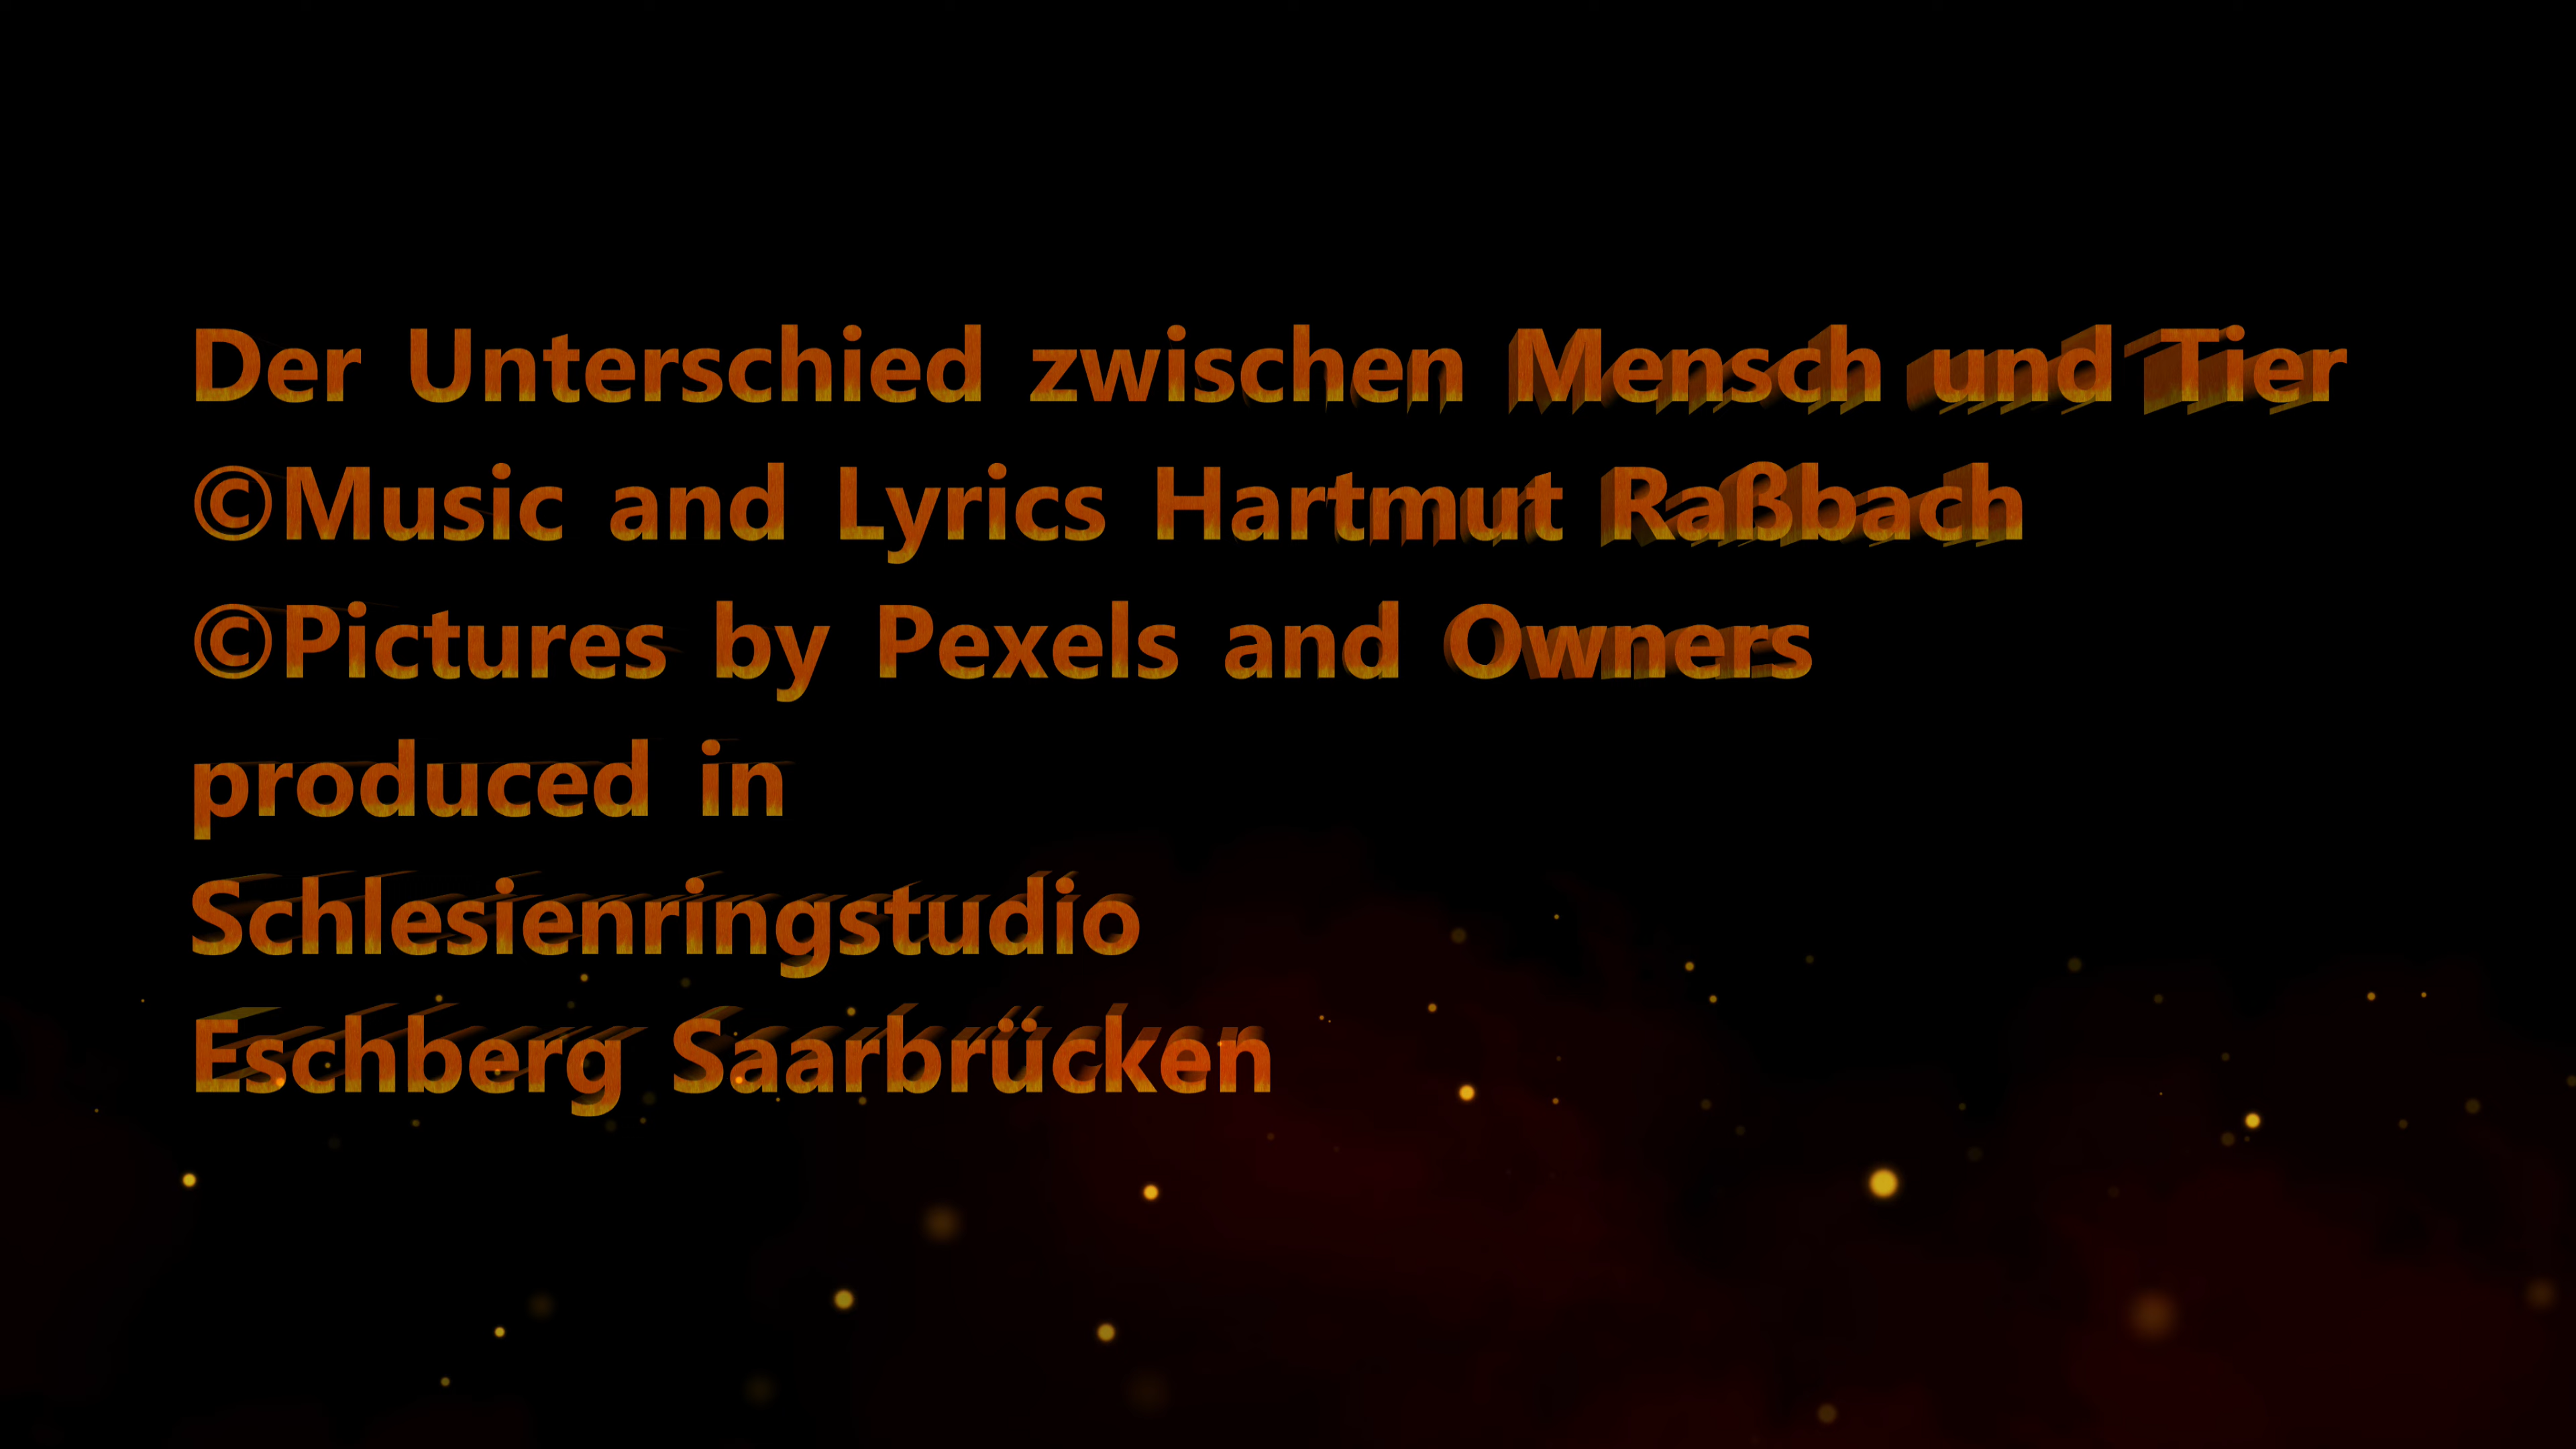 Der Unterschied zwischen Mensch und Tier
©Music and Lyrics Hartmut Raßbach
©Pictures by Pexels and Owners
produced in
Schlesienringstudio
Eschberg Saarbrücken